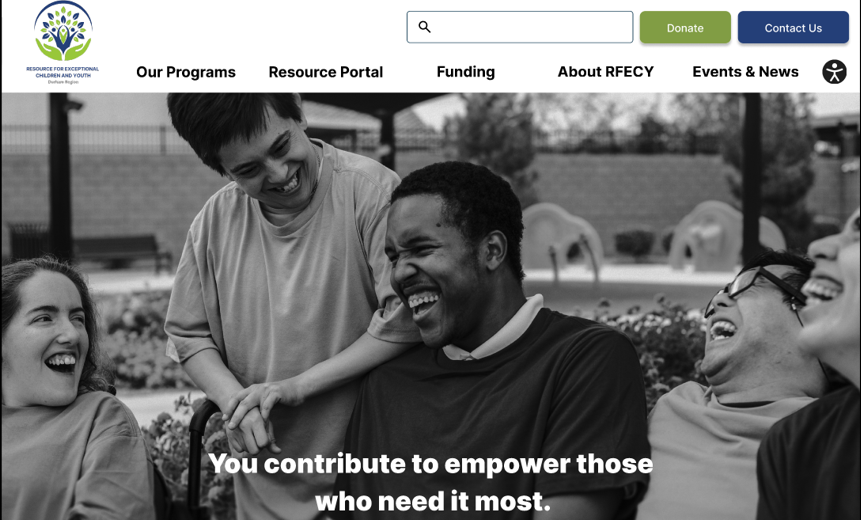 RESOURCE FOR EXCEPTIONAL
CHILDREN AND YOUTH
Durham Region
Donate
Contact Us
Our Programs
Resource Portal
Funding
About RFECY
Events & News
You contribute to empower those
who need it most.